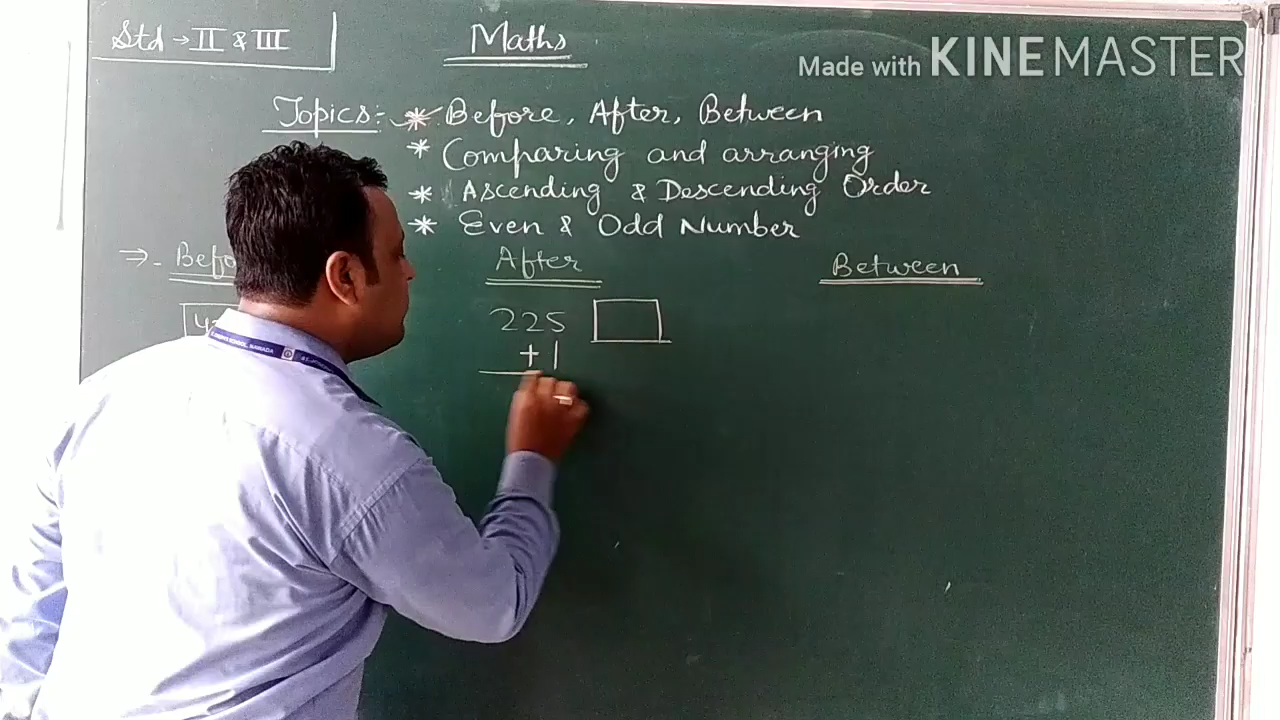 Std → II & III
Maths
Made with KINEMASTER
Topics:- * Before, After, Between
* Comparing and arranging
* Ascending & Descending Order
* Even & Odd Number
⇒ - After
Between
225
+ 1